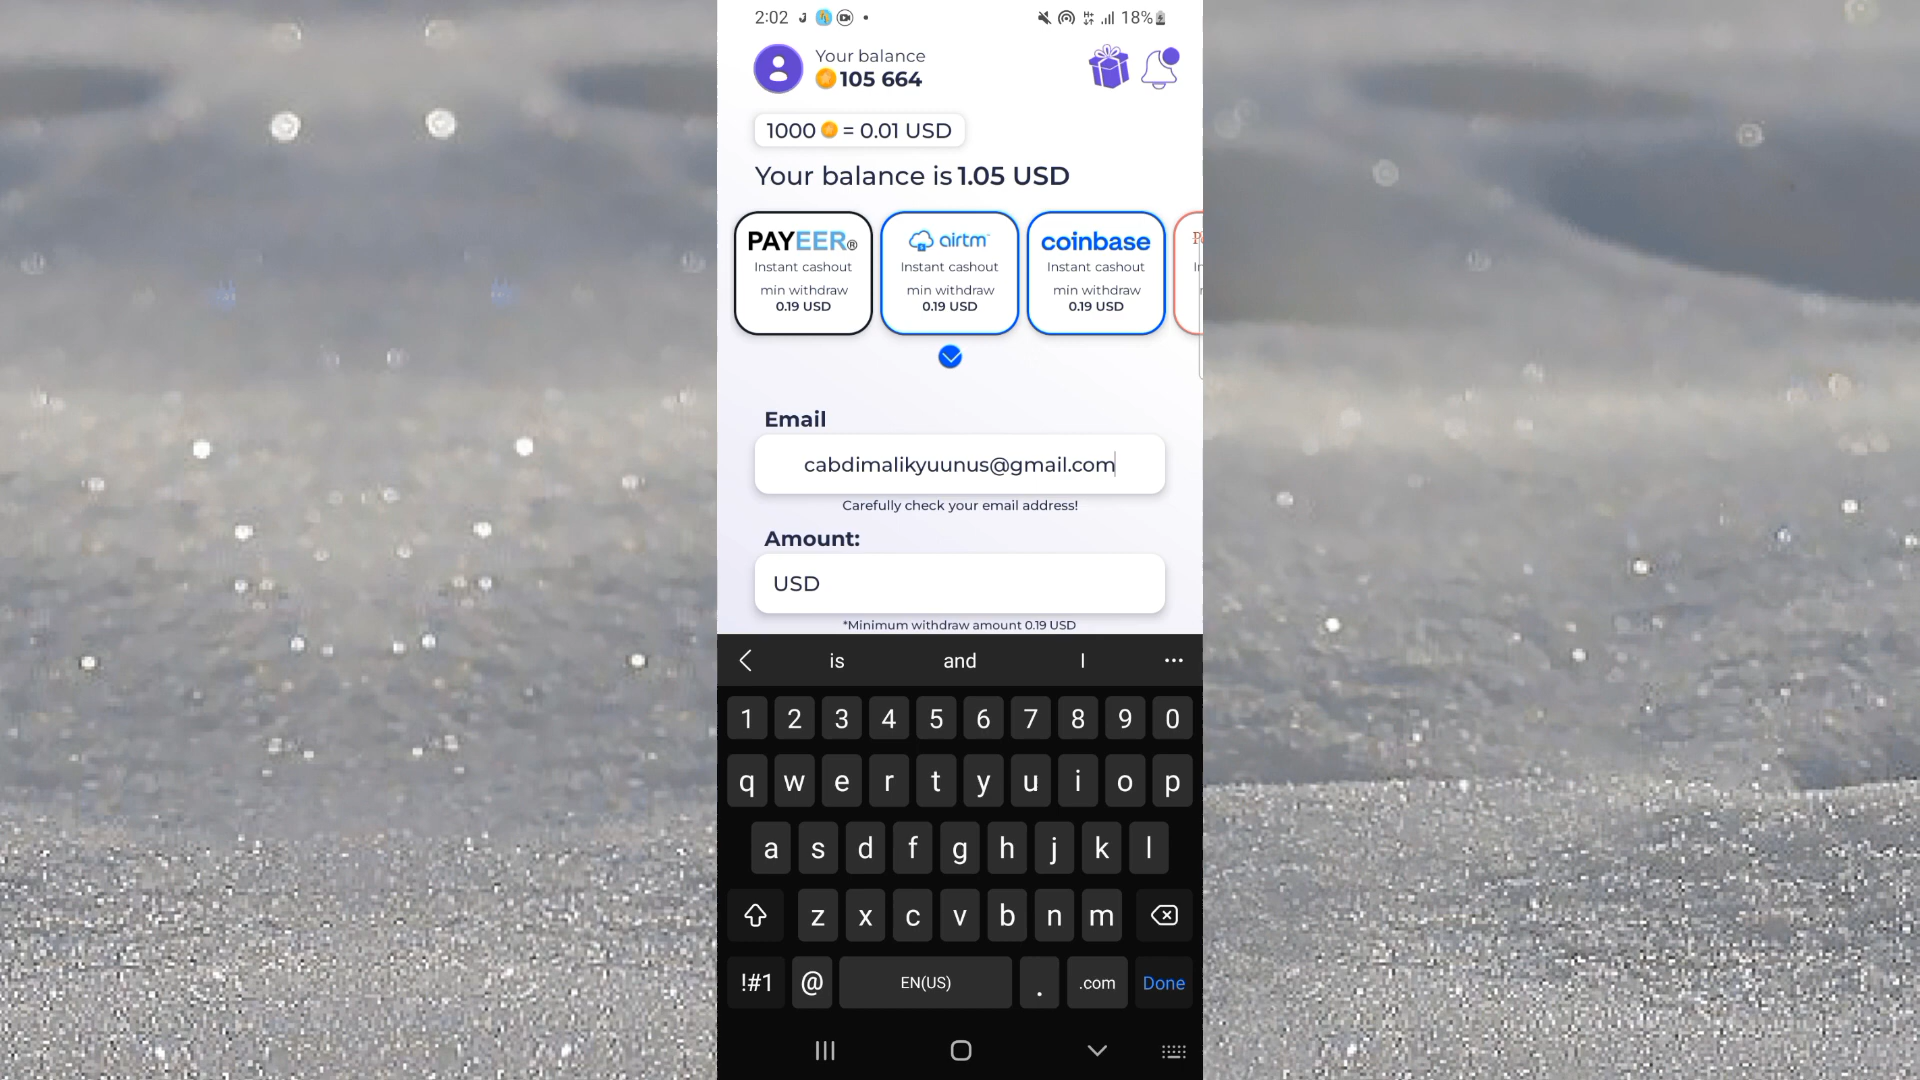 2:02
18%
Your balance
105 664
1000 = 0.01 USD
Your balance is 1.05 USD
PAYEER®
Instant cashout
min withdraw
0.19 USD
airtm
Instant cashout
min withdraw
0.19 USD
coinbase
Instant cashout
min withdraw
0.19 USD
Email
cabdimalikyuunus@gmail.com
Carefully check your email address!
Amount:
USD
*Minimum withdraw amount 0.19 USD
is and I
1 2 3 4 5 6 7 8 9 0
q w e r t y u i o p
a s d f g h j k l
z x c v b n m
!#1 @ EN(US) . .com Done